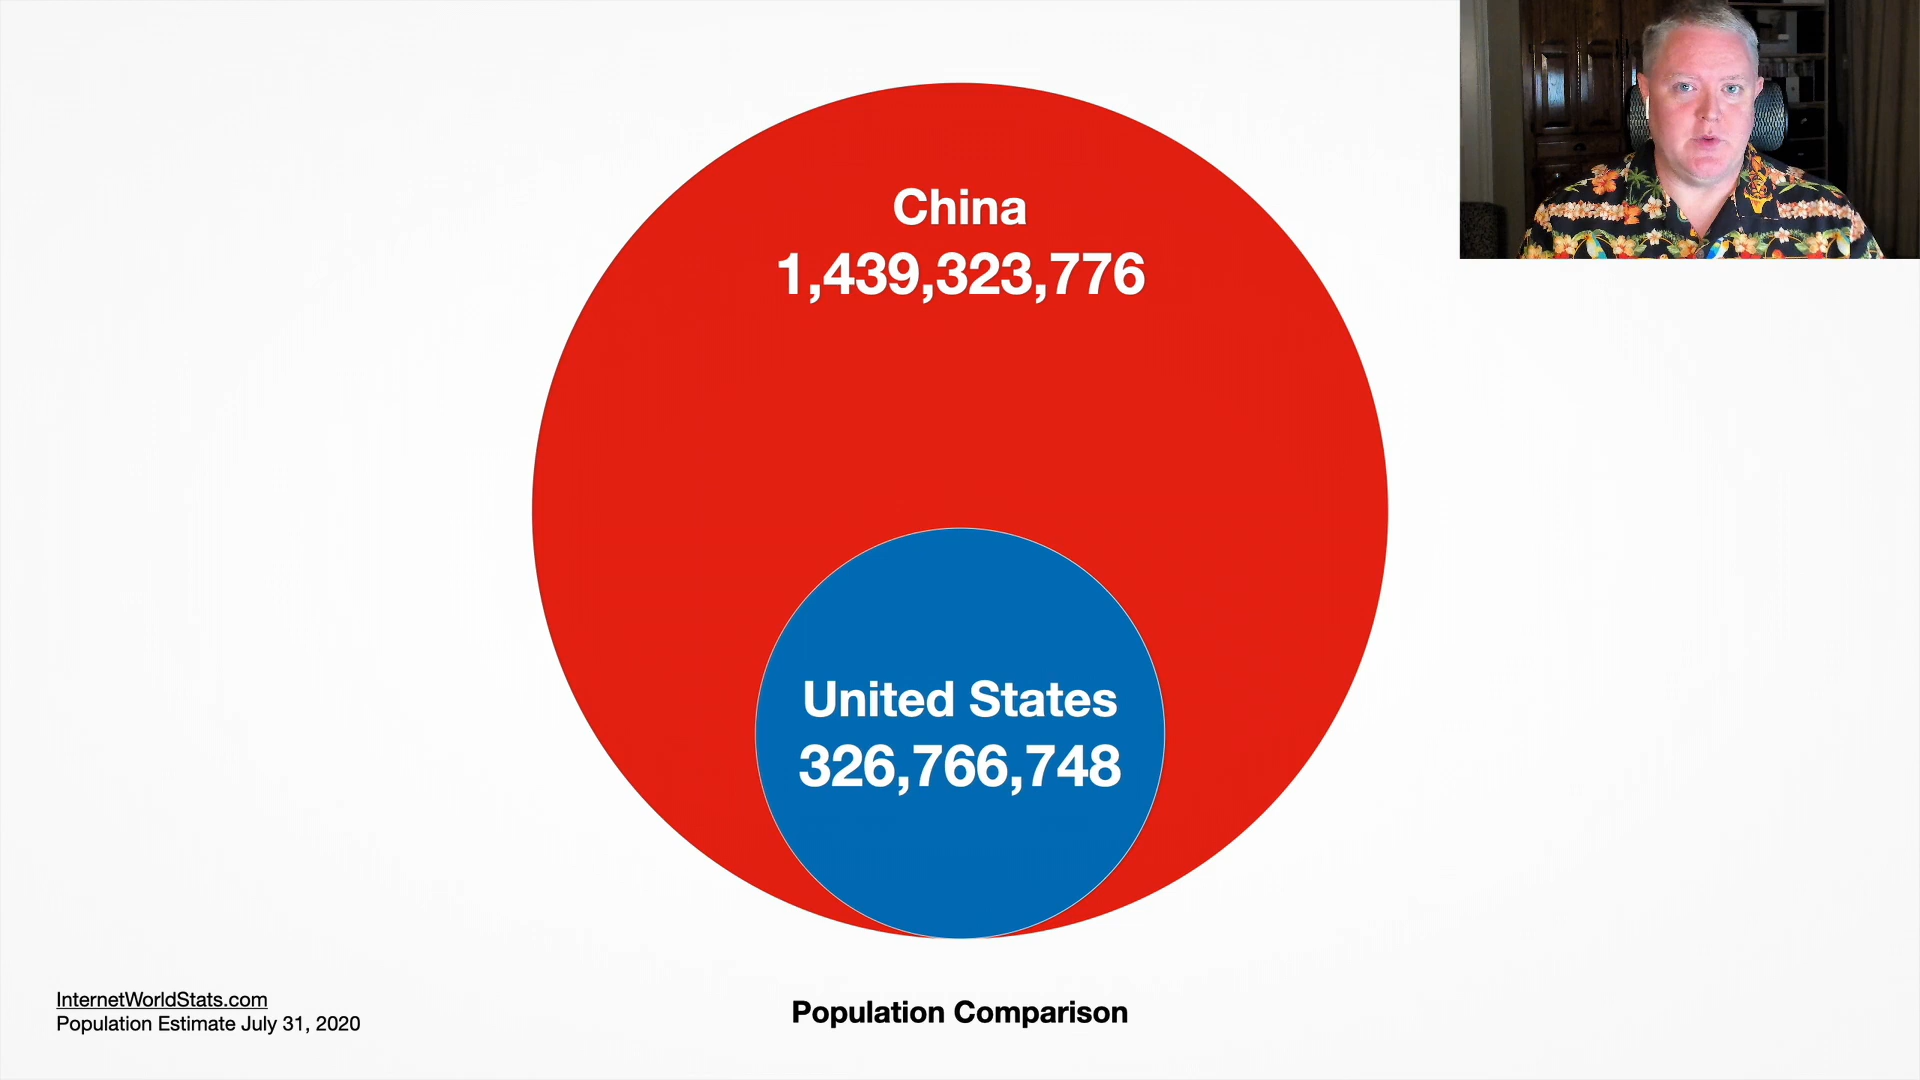 China
1,439,323,776
United States
326,766,748
InternetWorldStats.com
Population Estimate July 31, 2020
Population Comparison